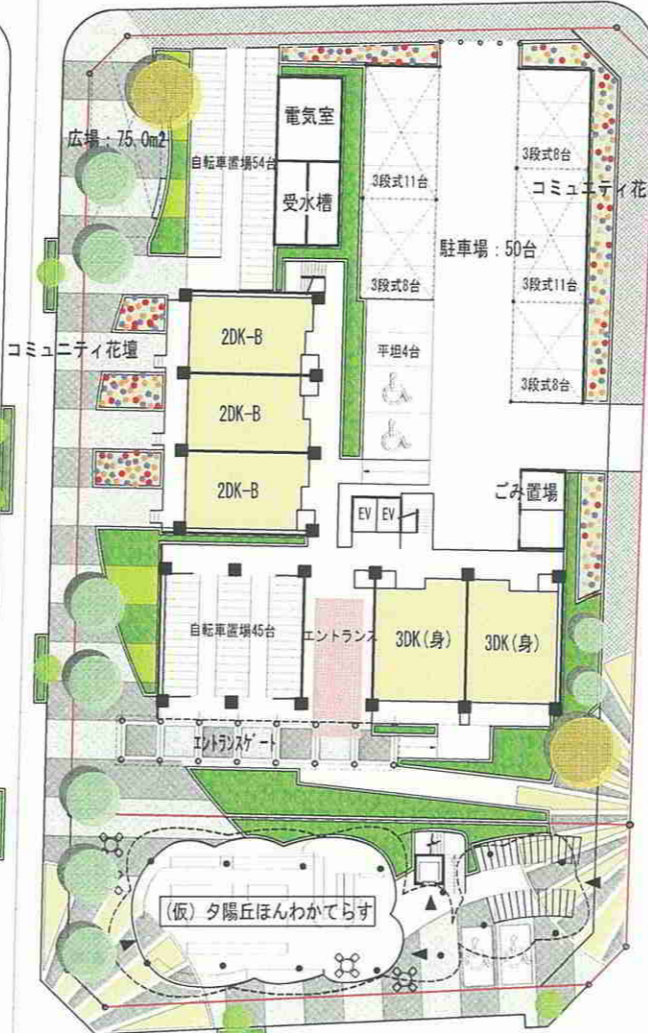 電気室
広場：75.0m2
自転車置場54台
受水槽
3段式11台
3段式8台
コミュニティ花
駐車場：50台
3段式8台
3段式11台
2DK-B
コミュニティ花壇
平坦4台
3段式8台
2DK-B
2DK-B
ごみ置場
EV
EV
自転車置場45台
エントランス
3DK(身)
3DK(身)
エントランスゲート
(仮) 夕陽丘ほんわかてらす